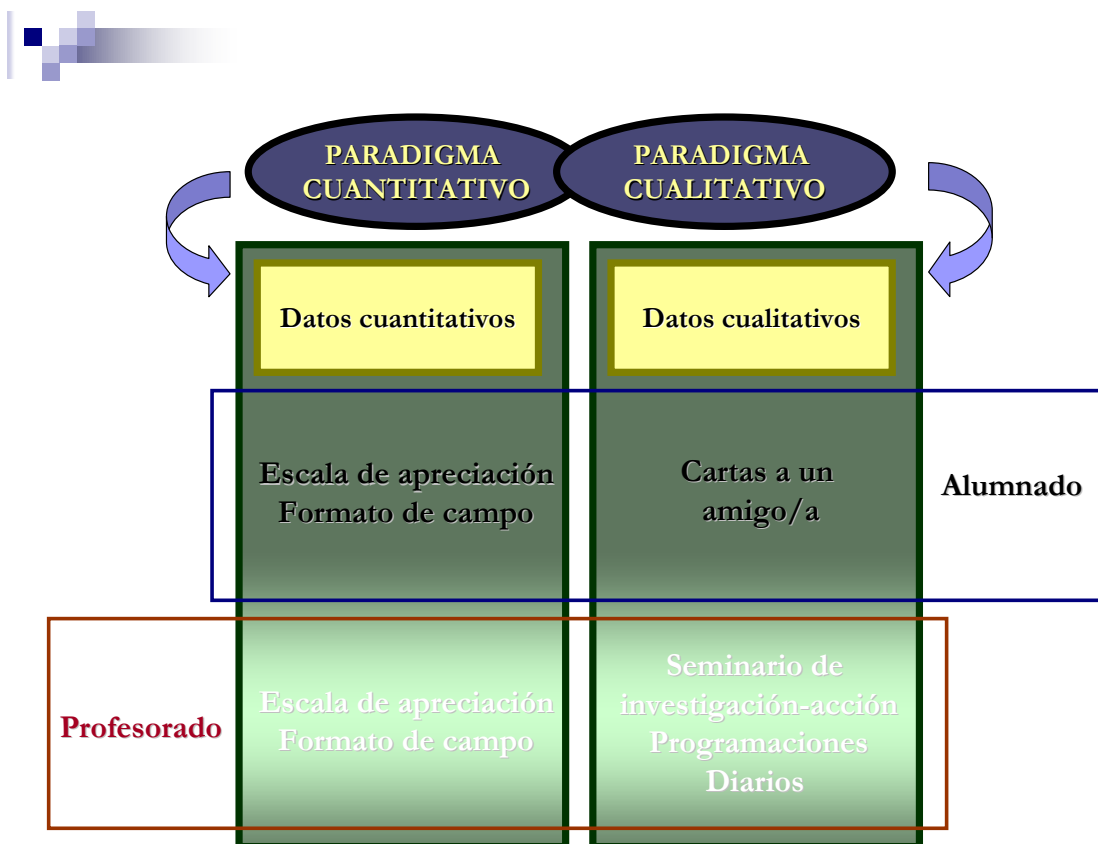 PARADIGMA
CUANTITATIVO
PARADIGMA
CUALITATIVO
Datos cuantitativos
Datos cualitativos
Escala de apreciación
Formato de campo
Cartas a un
amigo/a
Alumnado
Profesorado
Escala de apreciación
Formato de campo
Seminario de
investigación-acción
Programaciones
Diarios